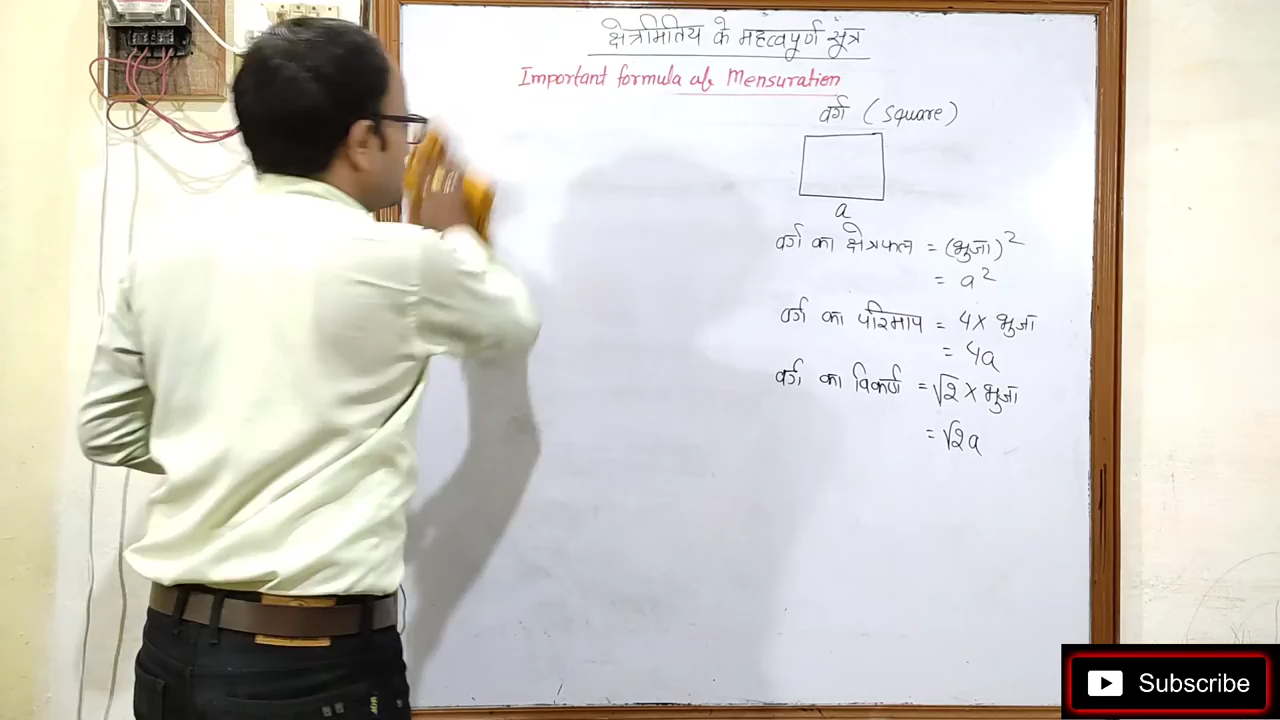 क्षेत्रमितिय के महत्वपूर्ण सूत्र
Important formula of Mensuration
वर्ग (square)
a
वर्ग का क्षेत्रफल = (भुजा)²
= a²
वर्ग का परिमाप = 4 × भुजा
= 4a
वर्ग का विकर्ण = √2 × भुजा
= √2a
Subscribe